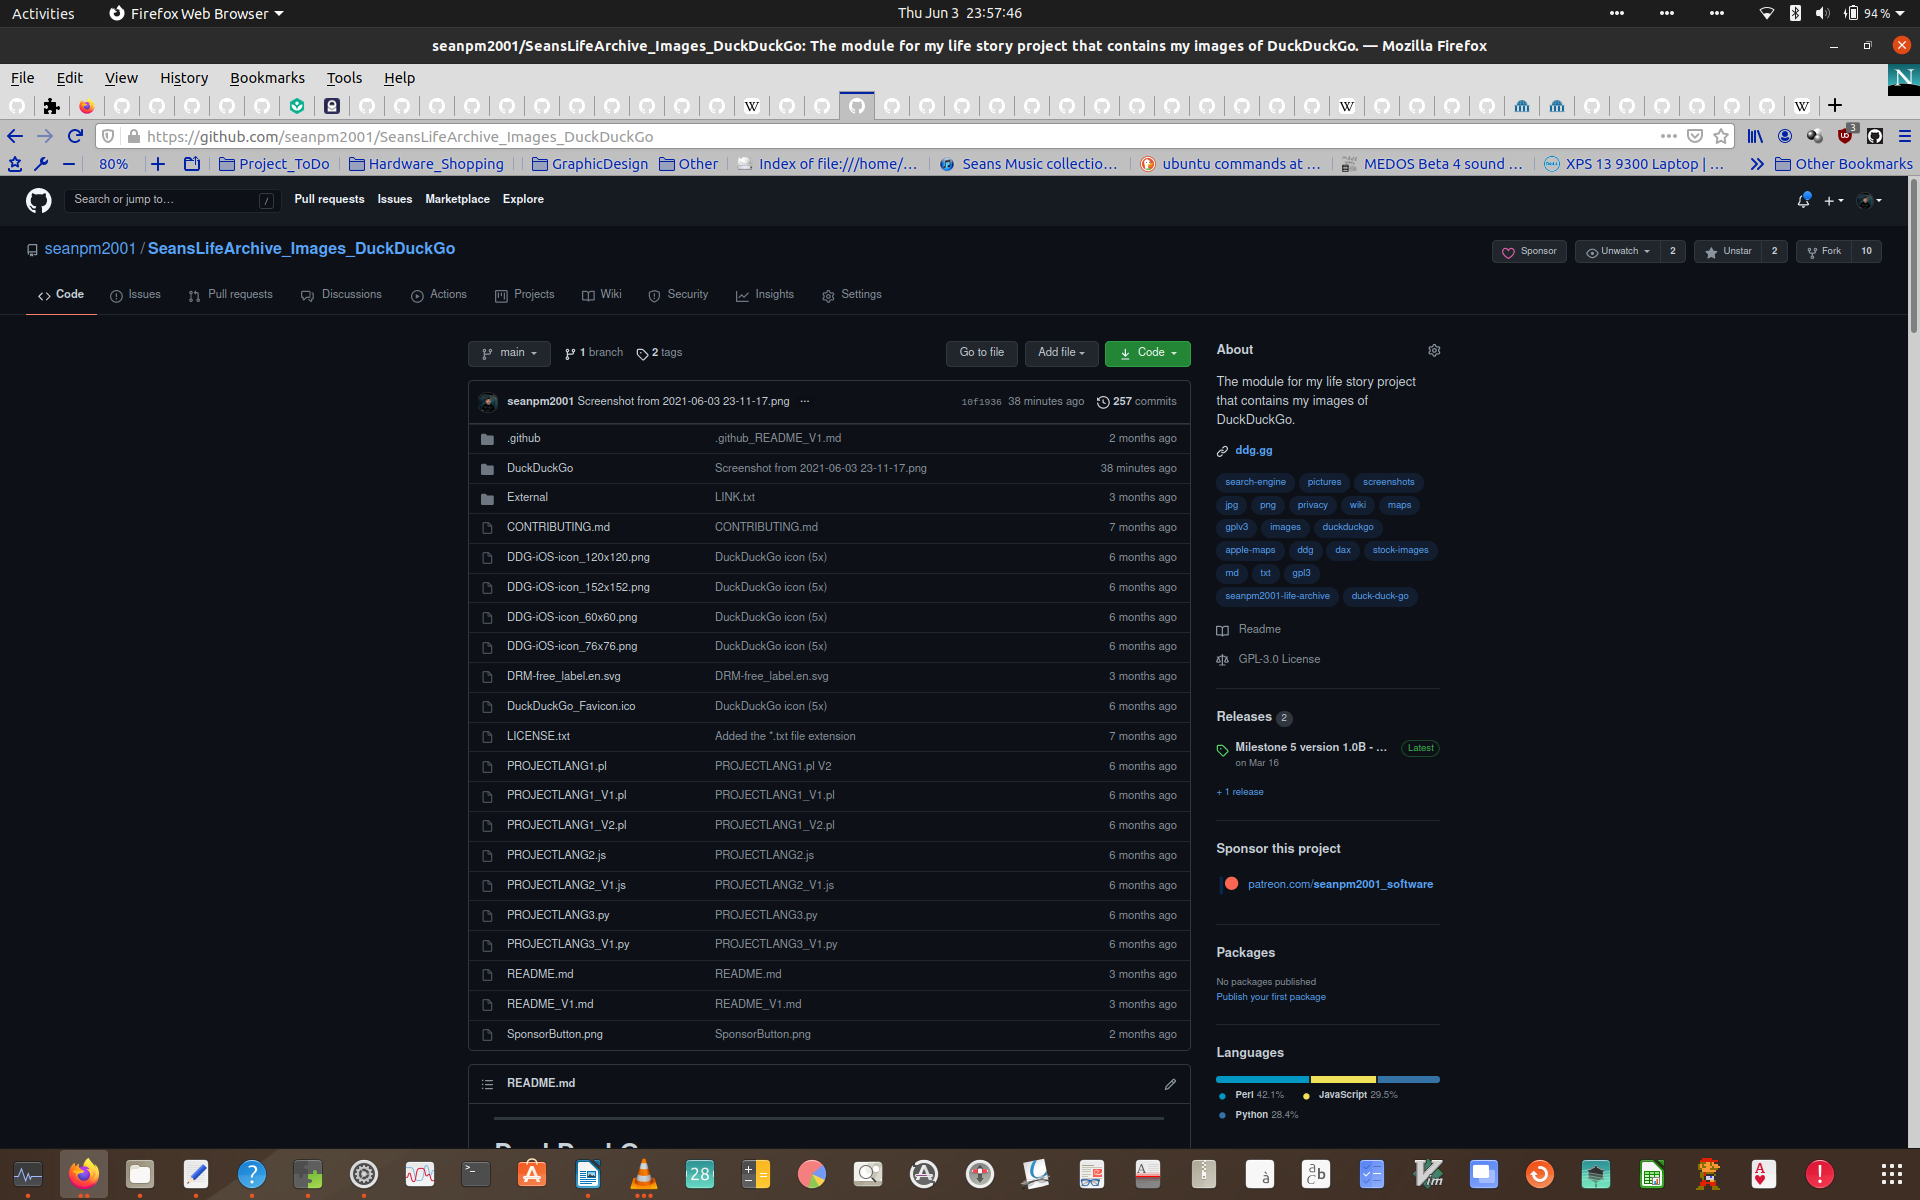 Activities Firefox Web Browser Thu Jun 3 23:57:46 94 %
seanpm2001/SeansLifeArchive_Images_DuckDuckGo: The module for my life story project that contains my images of DuckDuckGo. — Mozilla Firefox
File Edit View History Bookmarks Tools Help
https://github.com/seanpm2001/SeansLifeArchive_Images_DuckDuckGo 3
80% Project_ToDo Hardware_Shopping GraphicDesign Other Index of file:///home/… Seans Music collectio… ubuntu commands at … MEDOS Beta 4 sound … XPS 13 9300 Laptop | … Other Bookmarks
Search or jump to… / Pull requests Issues Marketplace Explore
seanpm2001 / SeansLifeArchive_Images_DuckDuckGo Sponsor Unwatch 2 Unstar 2 Fork 10
Code Issues Pull requests Discussions Actions Projects Wiki Security Insights Settings
main 1 branch 2 tags Go to file Add file Code
seanpm2001 Screenshot from 2021-06-03 23-11-17.png … 10f1936 38 minutes ago 257 commits
.github .github_README_V1.md 2 months ago
DuckDuckGo Screenshot from 2021-06-03 23-11-17.png 38 minutes ago
External LINK.txt 3 months ago
CONTRIBUTING.md CONTRIBUTING.md 7 months ago
DDG-iOS-icon_120x120.png DuckDuckGo icon (5x) 6 months ago
DDG-iOS-icon_152x152.png DuckDuckGo icon (5x) 6 months ago
DDG-iOS-icon_60x60.png DuckDuckGo icon (5x) 6 months ago
DDG-iOS-icon_76x76.png DuckDuckGo icon (5x) 6 months ago
DRM-free_label.en.svg DRM-free_label.en.svg 3 months ago
DuckDuckGo_Favicon.ico DuckDuckGo icon (5x) 6 months ago
LICENSE.txt Added the *.txt file extension 7 months ago
PROJECTLANG1.pl PROJECTLANG1.pl V2 6 months ago
PROJECTLANG1_V1.pl PROJECTLANG1_V1.pl 6 months ago
PROJECTLANG1_V2.pl PROJECTLANG1_V2.pl 6 months ago
PROJECTLANG2.js PROJECTLANG2.js 6 months ago
PROJECTLANG2_V1.js PROJECTLANG2_V1.js 6 months ago
PROJECTLANG3.py PROJECTLANG3.py 6 months ago
PROJECTLANG3_V1.py PROJECTLANG3_V1.py 6 months ago
README.md README.md 3 months ago
README_V1.md README_V1.md 3 months ago
SponsorButton.png SponsorButton.png 2 months ago
README.md
About
The module for my life story project
that contains my images of
DuckDuckGo.
ddg.gg
search-engine pictures screenshots
jpg png privacy wiki maps
gplv3 images duckduckgo
apple-maps ddg dax stock-images
md txt gpl3
seanpm2001-life-archive duck-duck-go
Readme
GPL-3.0 License
Releases 2
Milestone 5 version 1.0B - … Latest
on Mar 16
+ 1 release
Sponsor this project
patreon.com/seanpm2001_software
Packages
No packages published
Publish your first package
Languages
Perl 42.1% JavaScript 29.5%
Python 28.4%
28